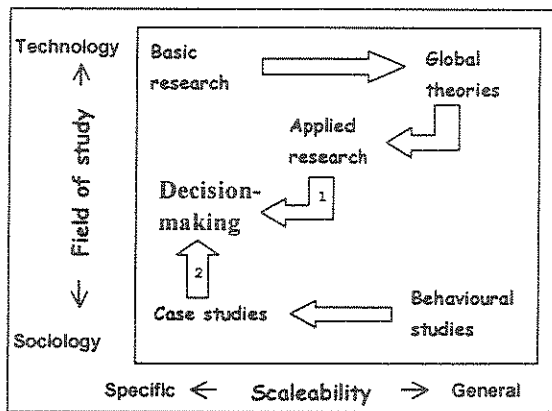 Technology
Field of study
Sociology
Basic
research
Global
theories
Applied
research
Decision-
making
1
2
Case studies
Behavioural
studies
Specific
Scaleability
General